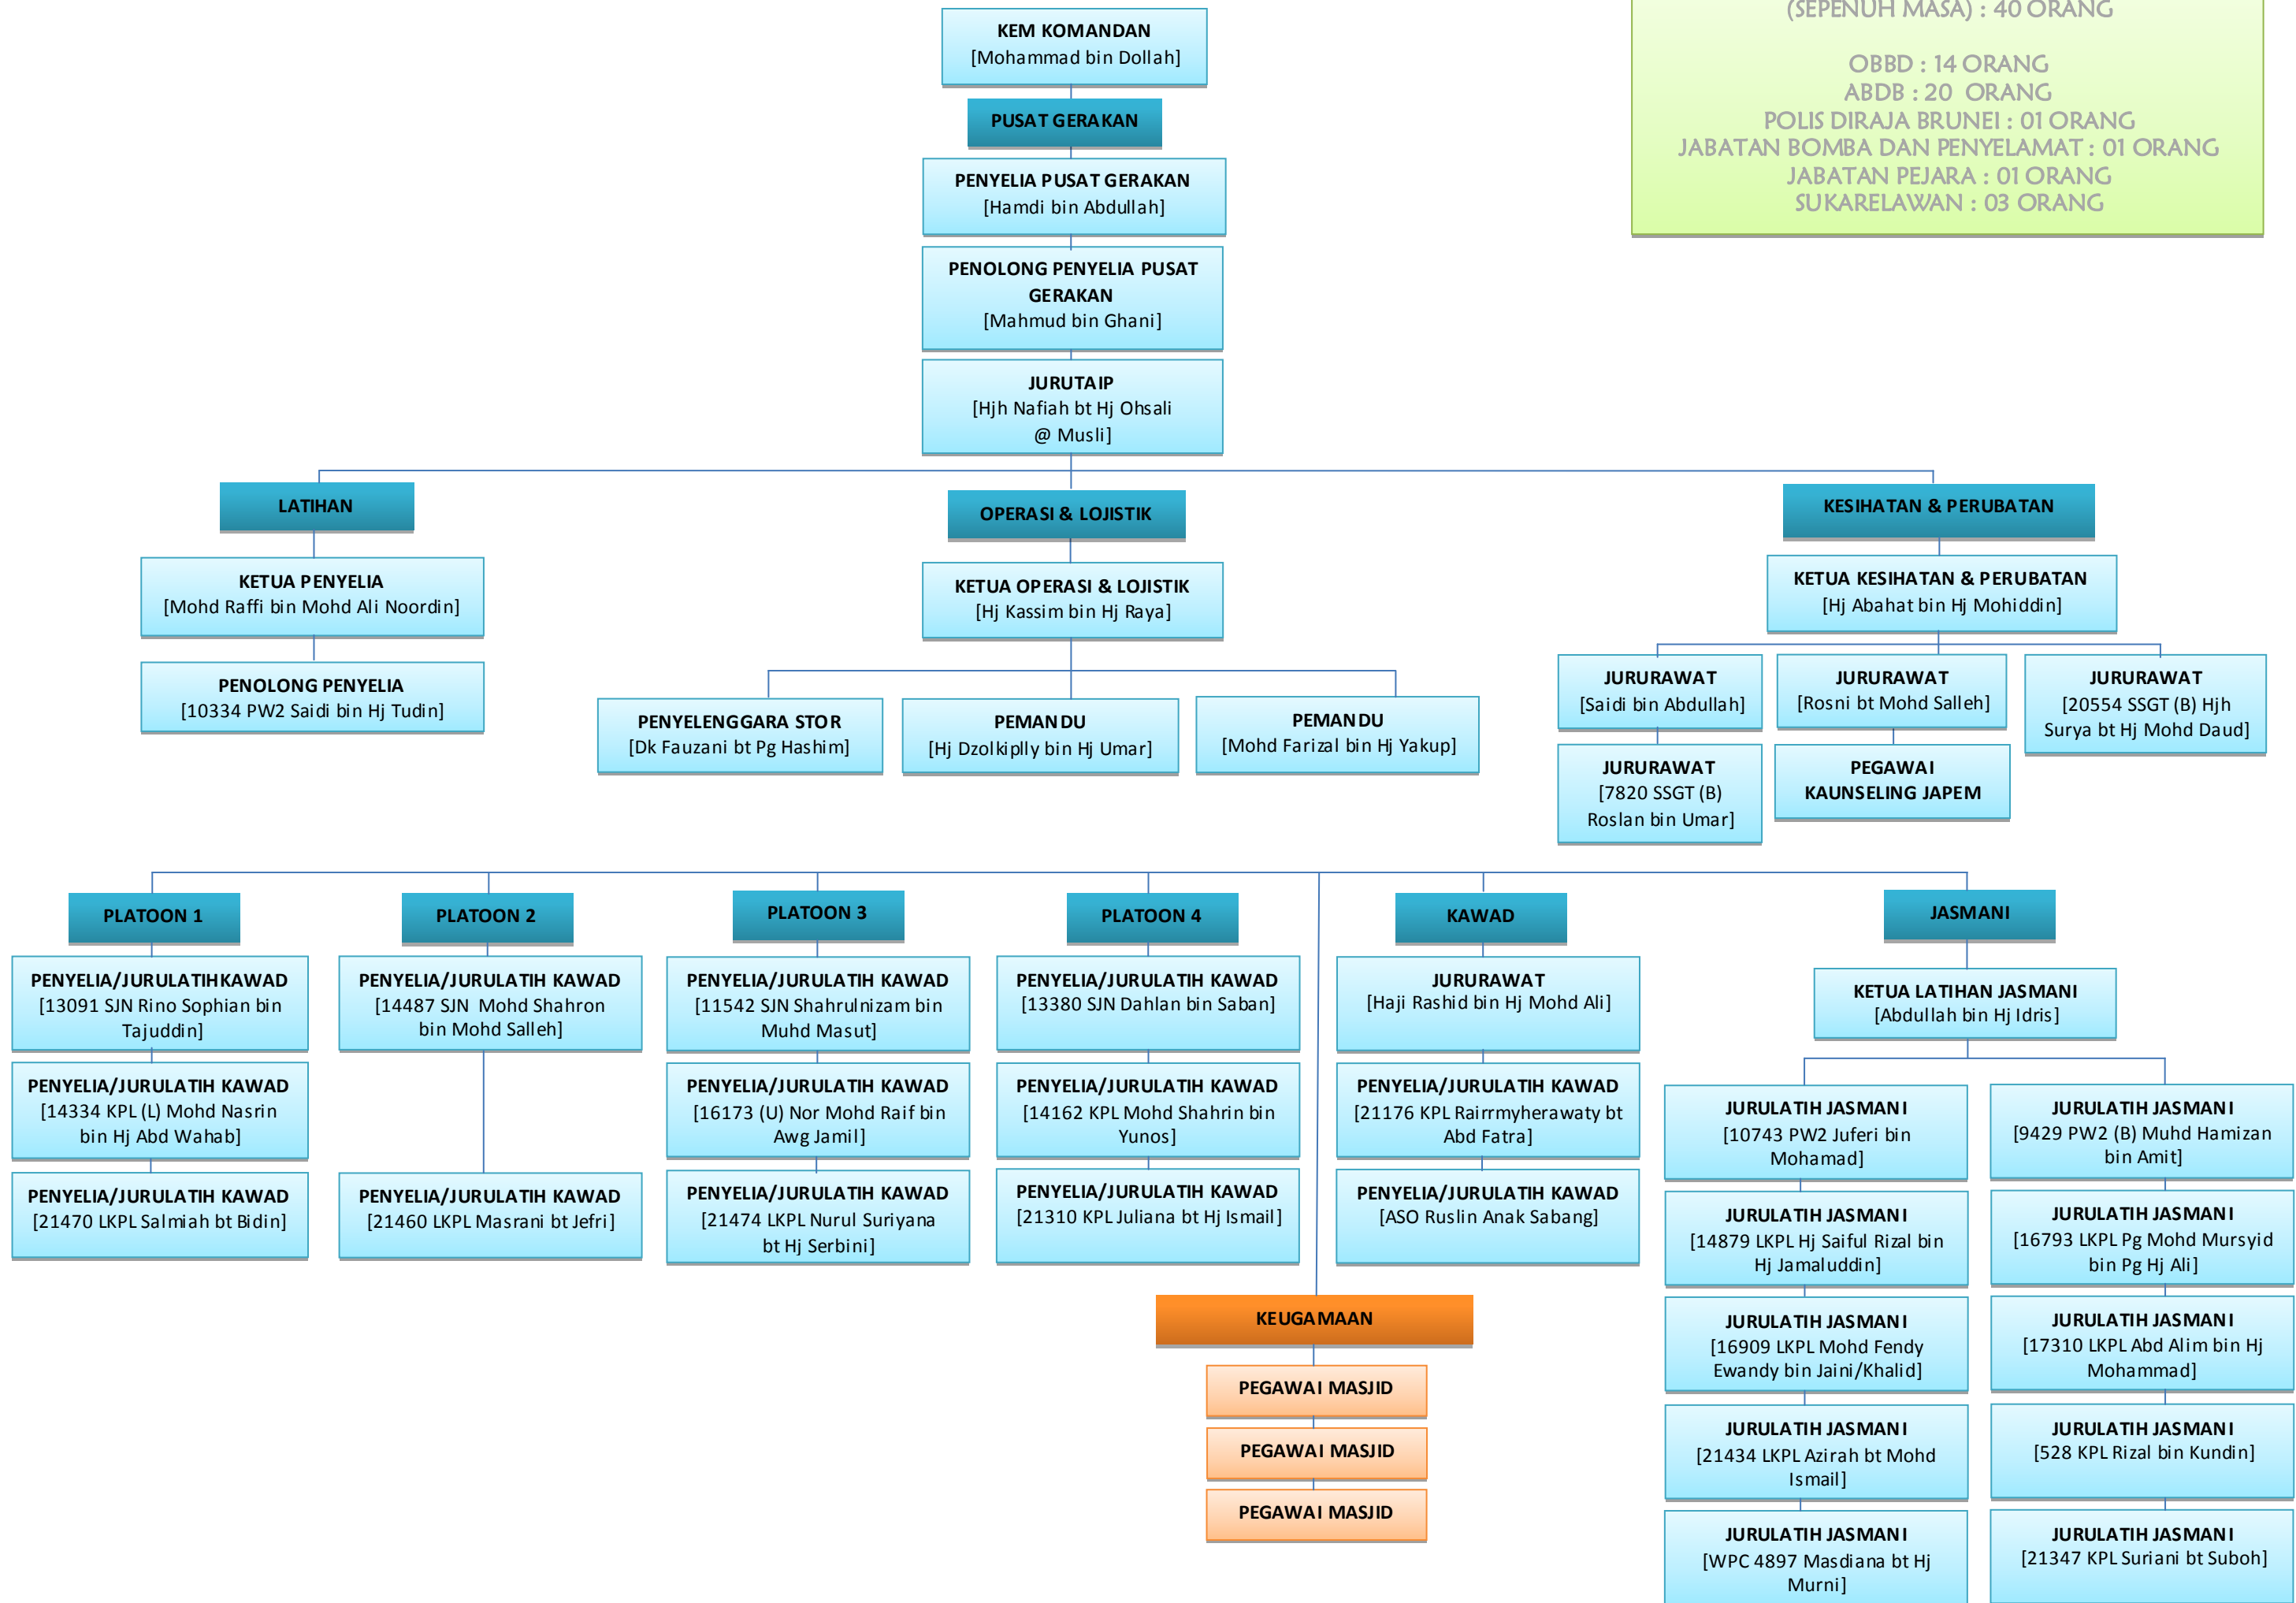 (SEPENUH MASA) : 40 ORANG
OBBD : 14 ORANG
ABDB : 20 ORANG
POLIS DIRAJA BRUNEI : 01 ORANG
JABATAN BOMBA DAN PENYELAMAT : 01 ORANG
JABATAN PEJARA : 01 ORANG
SUKARELAWAN : 03 ORANG
KEM KOMANDAN
[Mohammad bin Dollah]
PUSAT GERAKAN
PENYELIA PUSAT GERAKAN
[Hamdi bin Abdullah]
PENOLONG PENYELIA PUSAT
GERAKAN
[Mahmud bin Ghani]
JURUTAIP
[Hjh Nafiah bt Hj Ohsali
@ Musli]
LATIHAN
KETUA PENYELIA
[Mohd Raffi bin Mohd Ali Noordin]
PENOLONG PENYELIA
[10334 PW2 Saidi bin Hj Tudin]
OPERASI & LOJISTIK
KETUA OPERASI & LOJISTIK
[Hj Kassim bin Hj Raya]
PENYELENGGARA STOR
[Dk Fauzani bt Pg Hashim]
PEMANDU
[Hj Dzolkiplly bin Hj Umar]
PEMANDU
[Mohd Farizal bin Hj Yakup]
KESIHATAN & PERUBATAN
KETUA KESIHATAN & PERUBATAN
[Hj Abahat bin Hj Mohiddin]
JURURAWAT
[Saidi bin Abdullah]
JURURAWAT
[7820 SSGT (B)
Roslan bin Umar]
JURURAWAT
[Rosni bt Mohd Salleh]
PEGAWAI
KAUNSELING JAPEM
JURURAWAT
[20554 SSGT (B) Hjh
Surya bt Hj Mohd Daud]
PLATOON 1
PENYELIA/JURULATIHKAWAD
[13091 SJN Rino Sophian bin
Tajuddin]
PENYELIA/JURULATIH KAWAD
[14334 KPL (L) Mohd Nasrin
bin Hj Abd Wahab]
PENYELIA/JURULATIH KAWAD
[21470 LKPL Salmiah bt Bidin]
PLATOON 2
PENYELIA/JURULATIH KAWAD
[14487 SJN Mohd Shahron
bin Mohd Salleh]
PENYELIA/JURULATIH KAWAD
[21460 LKPL Masrani bt Jefri]
PLATOON 3
PENYELIA/JURULATIH KAWAD
[11542 SJN Shahrulnizam bin
Muhd Masut]
PENYELIA/JURULATIH KAWAD
[16173 (U) Nor Mohd Raif bin
Awg Jamil]
PENYELIA/JURULATIH KAWAD
[21474 LKPL Nurul Suriyana
bt Hj Serbini]
PLATOON 4
PENYELIA/JURULATIH KAWAD
[13380 SJN Dahlan bin Saban]
PENYELIA/JURULATIH KAWAD
[14162 KPL Mohd Shahrin bin
Yunos]
PENYELIA/JURULATIH KAWAD
[21310 KPL Juliana bt Hj Ismail]
KAWAD
JURURAWAT
[Haji Rashid bin Hj Mohd Ali]
PENYELIA/JURULATIH KAWAD
[21176 KPL Rairrmyherawaty bt
Abd Fatra]
PENYELIA/JURULATIH KAWAD
[ASO Ruslin Anak Sabang]
KEUGAMAAN
PEGAWAI MASJID
PEGAWAI MASJID
PEGAWAI MASJID
JASMANI
KETUA LATIHAN JASMANI
[Abdullah bin Hj Idris]
JURULATIH JASMANI
[10743 PW2 Juferi bin
Mohamad]
JURULATIH JASMANI
[14879 LKPL Hj Saiful Rizal bin
Hj Jamaluddin]
JURULATIH JASMANI
[16909 LKPL Mohd Fendy
Ewandy bin Jaini/Khalid]
JURULATIH JASMANI
[21434 LKPL Azirah bt Mohd
Ismail]
JURULATIH JASMANI
[WPC 4897 Masdiana bt Hj
Murni]
JURULATIH JASMANI
[9429 PW2 (B) Muhd Hamizan
bin Amit]
JURULATIH JASMANI
[16793 LKPL Pg Mohd Mursyid
bin Pg Hj Ali]
JURULATIH JASMANI
[17310 LKPL Abd Alim bin Hj
Mohammad]
JURULATIH JASMANI
[528 KPL Rizal bin Kundin]
JURULATIH JASMANI
[21347 KPL Suriani bt Suboh]